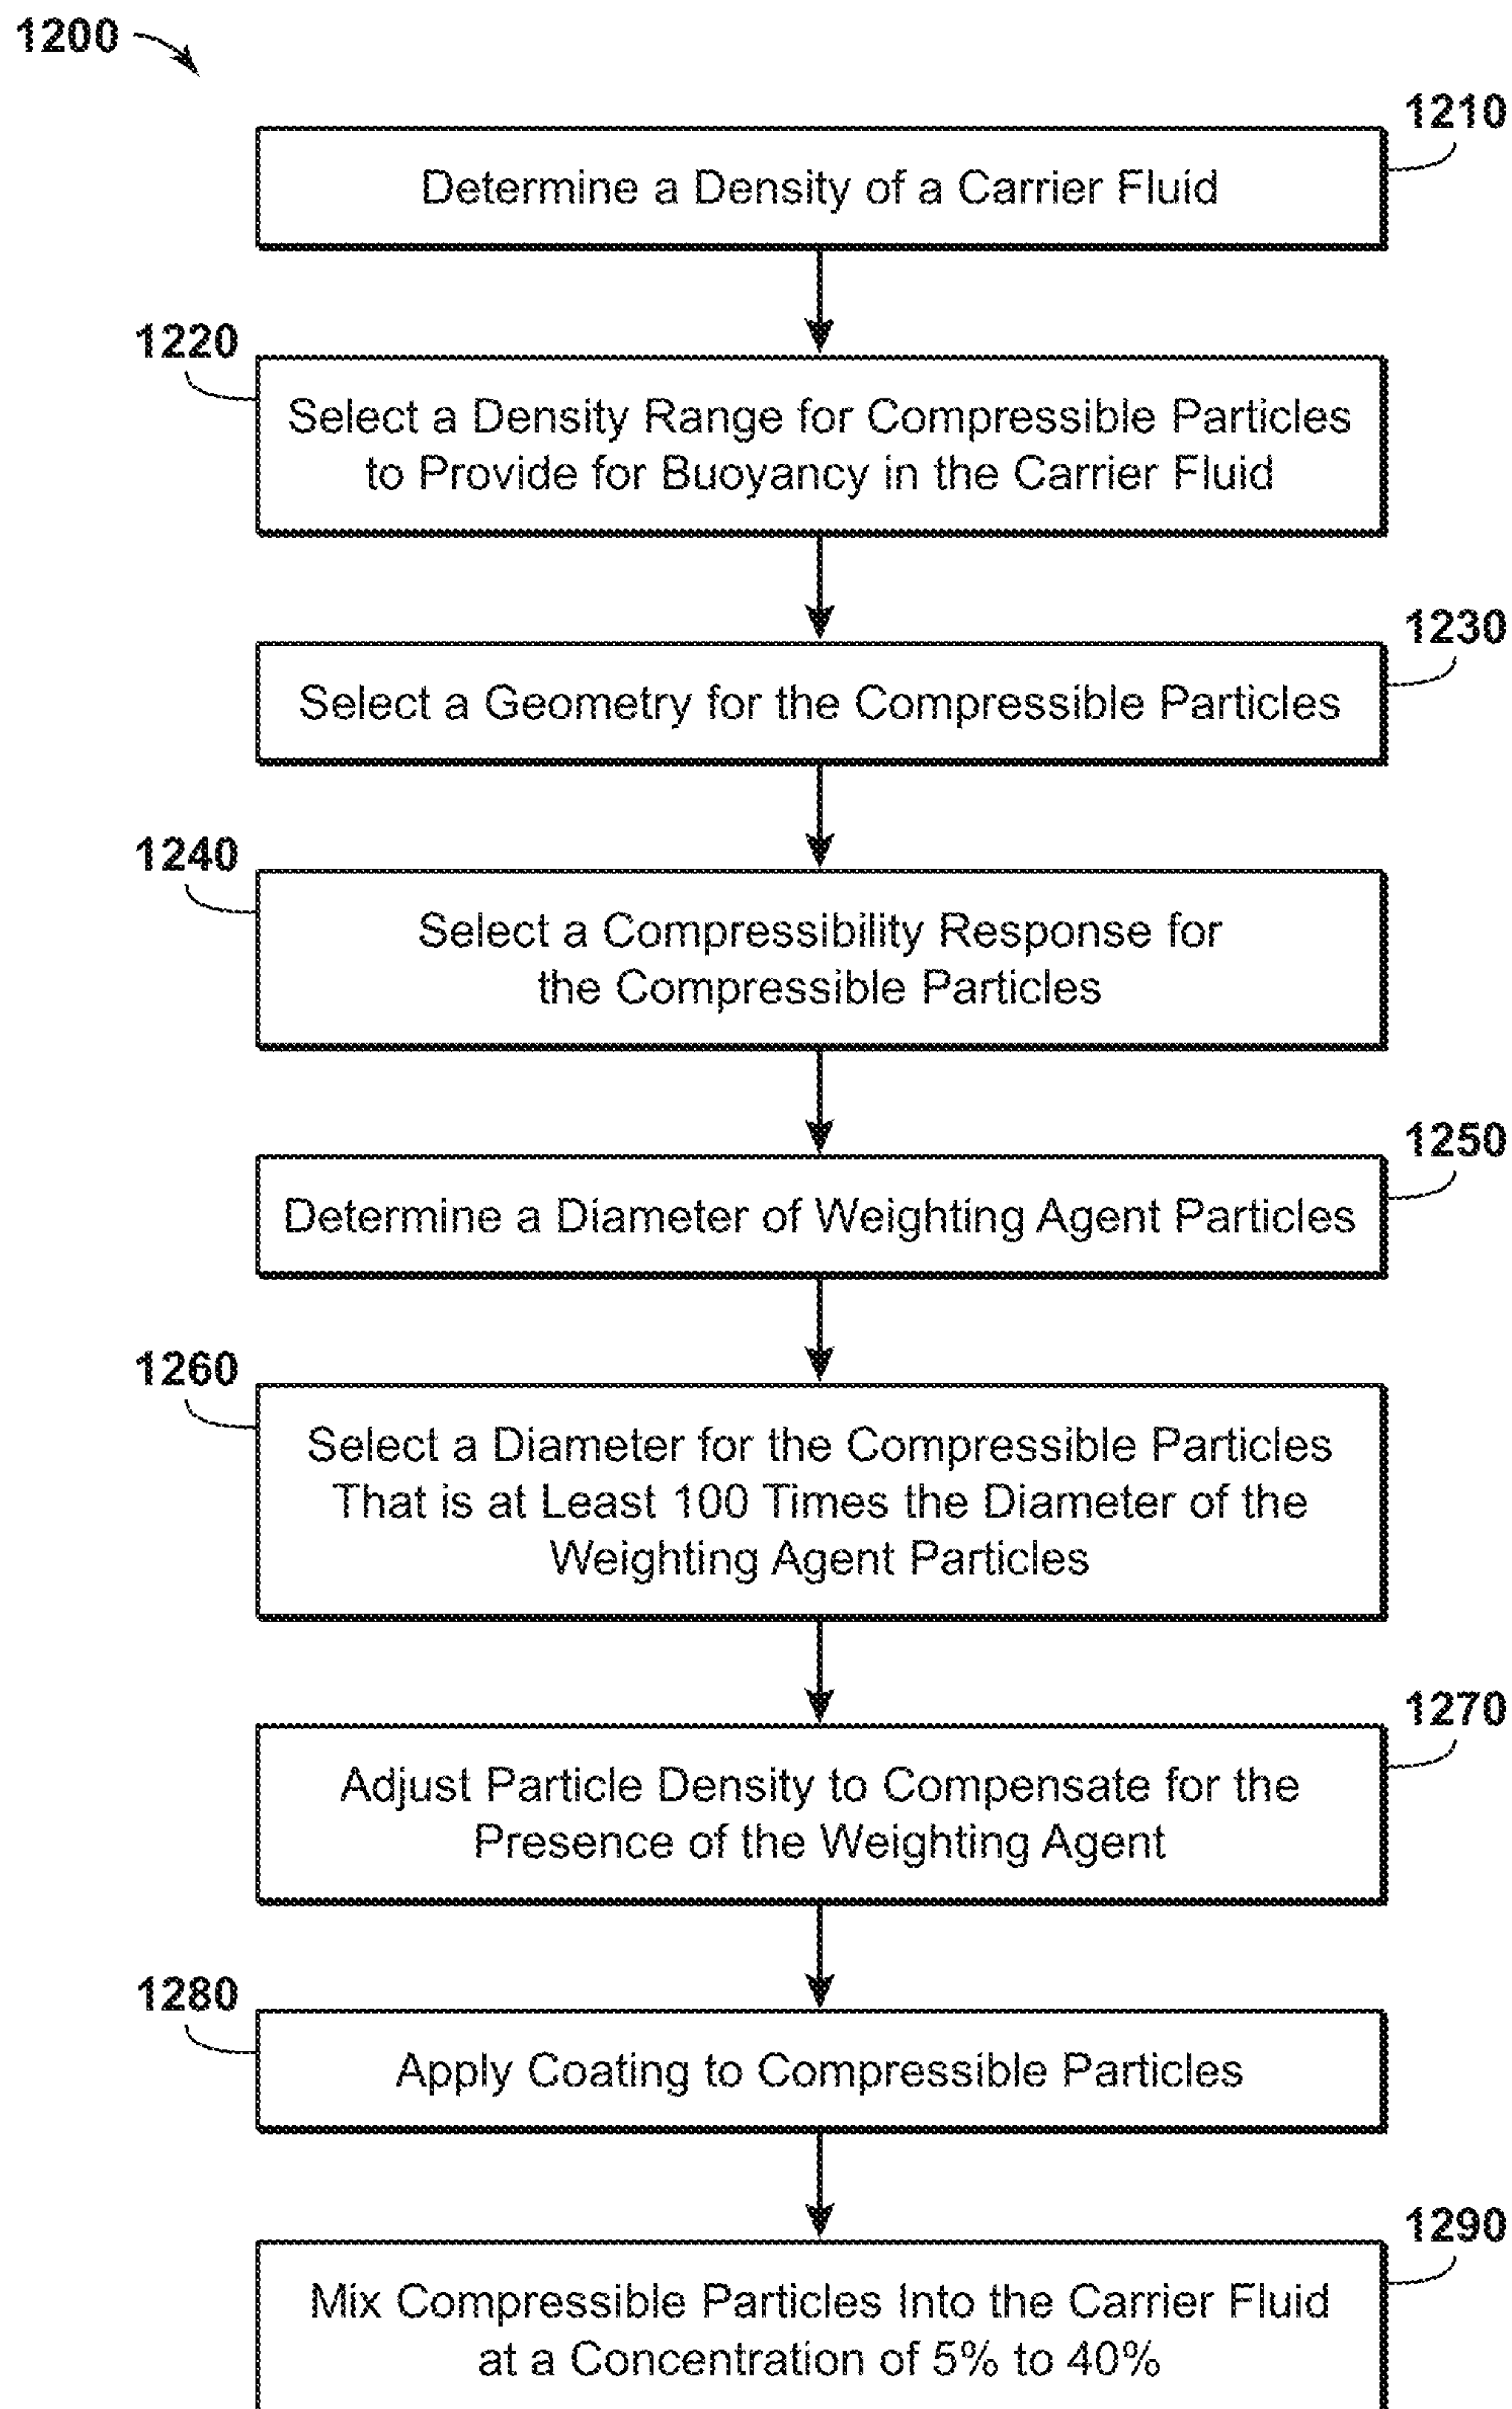 1200
1210
Determine a Density of a Carrier Fluid
1220
Select a Density Range for Compressible Particles
to Provide for Buoyancy in the Carrier Fluid
1230
Select a Geometry for the Compressible Particles
1240
Select a Compressibility Response for
the Compressible Particles
1250
Determine a Diameter of Weighting Agent Particles
1260
Select a Diameter for the Compressible Particles
That is at Least 100 Times the Diameter of the
Weighting Agent Particles
1270
Adjust Particle Density to Compensate for the
Presence of the Weighting Agent
1280
Apply Coating to Compressible Particles
1290
Mix Compressible Particles Into the Carrier Fluid
at a Concentration of 5% to 40%